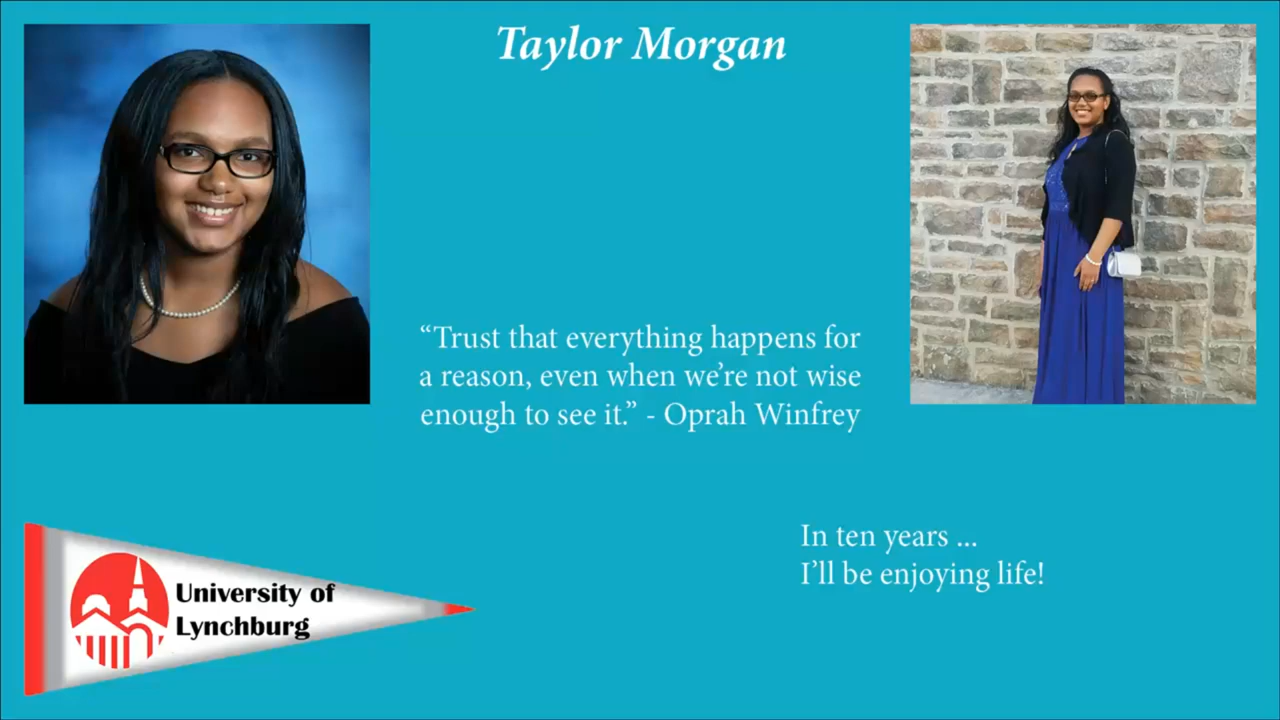 Taylor Morgan
“Trust that everything happens for
a reason, even when we’re not wise
enough to see it.” - Oprah Winfrey
In ten years ...
I’ll be enjoying life!
University of
Lynchburg